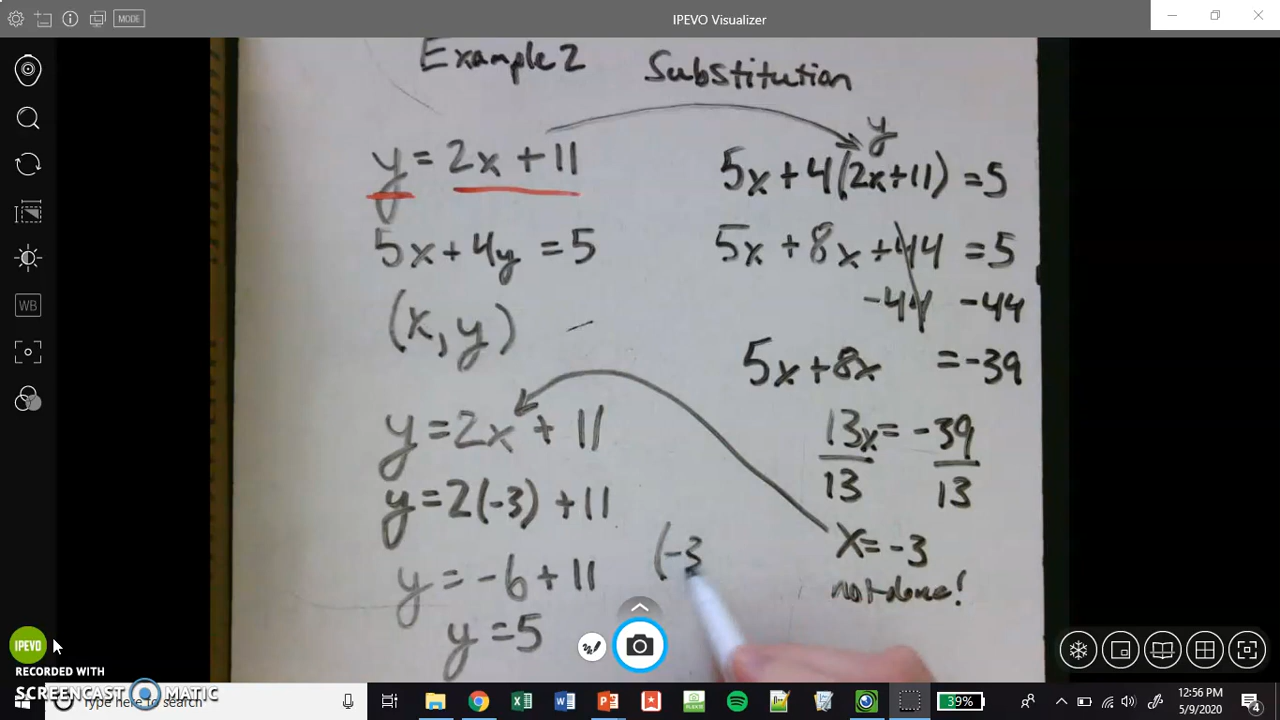 MODE
IPEVO Visualizer
Example 2 Substitution
y = 2x + 11
5x + 4y = 5
(x, y)
y = 2x + 11
y = 2(-3) + 11
y = -6 + 11
y = 5
y
5x + 4(2x + 11) = 5
5x + 8x + 44 = 5
-44 -44
5x + 8x = -39
13x = -39
13 13
x = -3
not done!
(-3
WB
IPEVO
RECORDED WITH
SCREENCAST MATIC
Type here to search
39%
12:56 PM
5/9/2020
4